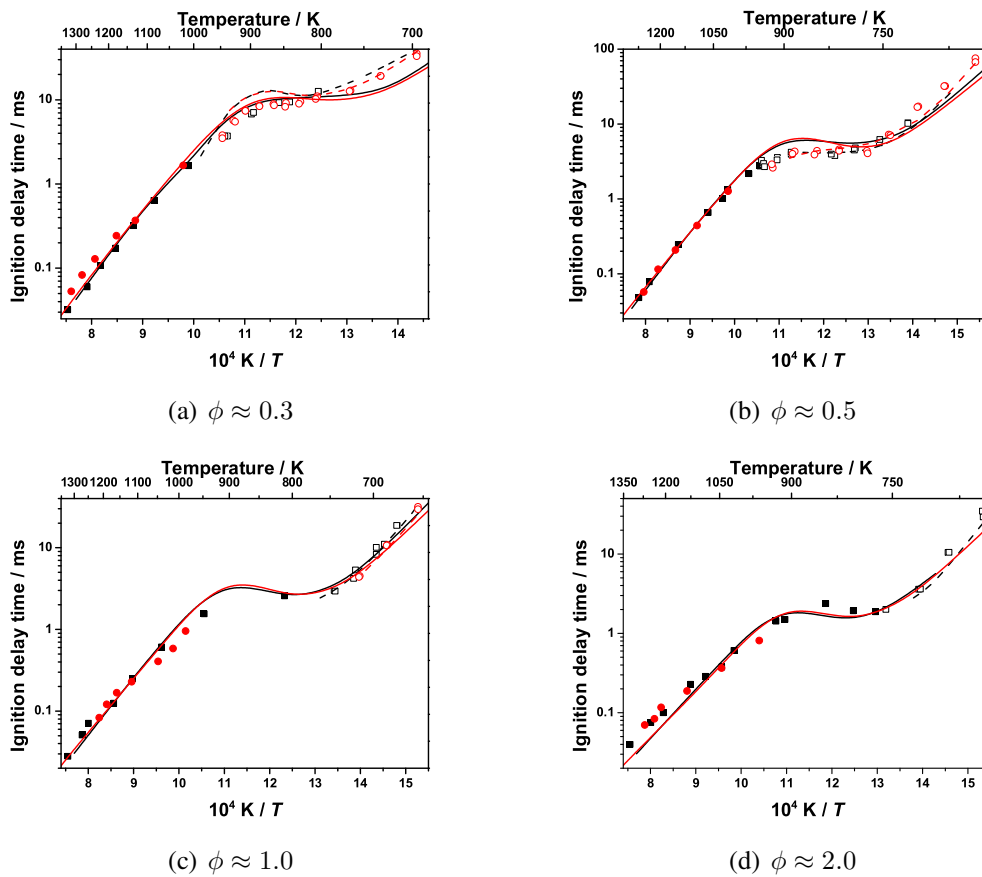 Temperature / K
1300 1200 1100 1000 900 800 700
Ignition delay time / ms
10
1
0.1
8 9 10 11 12 13 14
10⁴ K / T
(a) ϕ ≈ 0.3
Temperature / K
1200 1050 900 750
Ignition delay time / ms
100
10
1
0.1
8 9 10 11 12 13 14 15
10⁴ K / T
(b) ϕ ≈ 0.5
Temperature / K
1300 1200 1100 1000 900 800 700
Ignition delay time / ms
10
1
0.1
8 9 10 11 12 13 14 15
10⁴ K / T
(c) ϕ ≈ 1.0
Temperature / K
1350 1200 1050 900 750
Ignition delay time / ms
10
1
0.1
8 9 10 11 12 13 14 15
10⁴ K / T
(d) ϕ ≈ 2.0